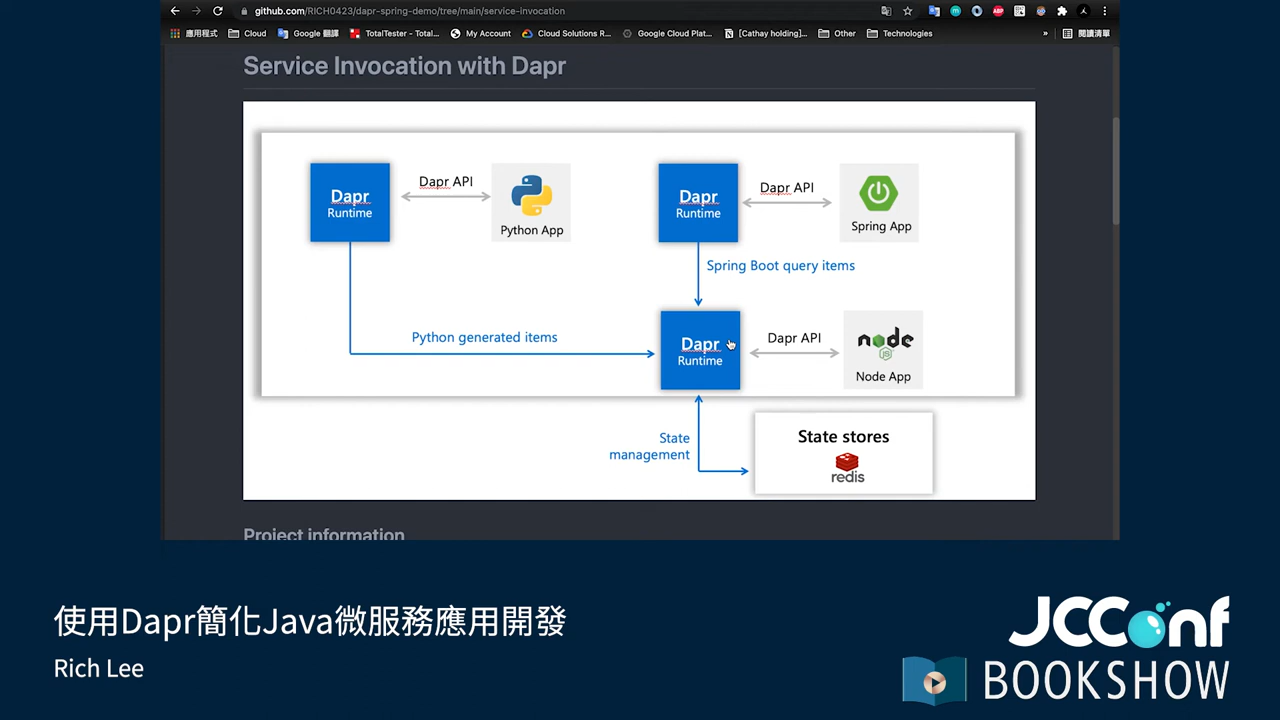 github.com/RICH0423/dapr-spring-demo/tree/main/service-invocation
應用程式
Cloud
Google 翻譯
TotalTester - Total...
My Account
Cloud Solutions R...
Google Cloud Plat...
[Cathay holding]...
Other
Technologies
»
閱讀清單
Service Invocation with Dapr
Dapr
Runtime
Dapr API
Python App
Dapr
Runtime
Dapr API
Spring App
Spring Boot query items
Python generated items
Dapr
Runtime
Dapr API
node
JS
Node App
State
management
State stores
redis
Project information
使用Dapr簡化Java微服務應用開發
Rich Lee
JCConf
BOOKSHOW